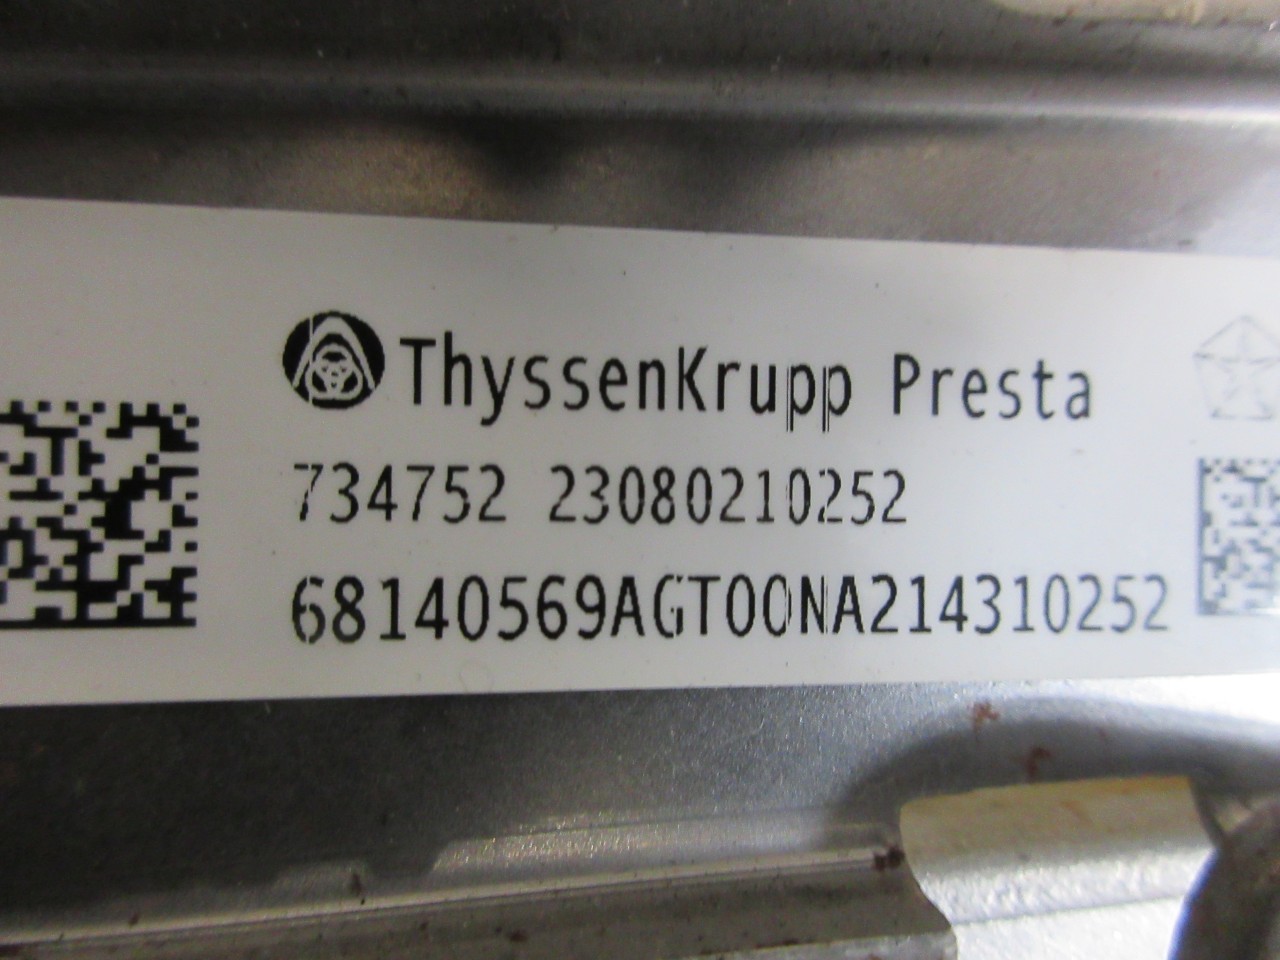 ThyssenKrupp Presta
734752 23080210252
68140569AGT00NA214310252